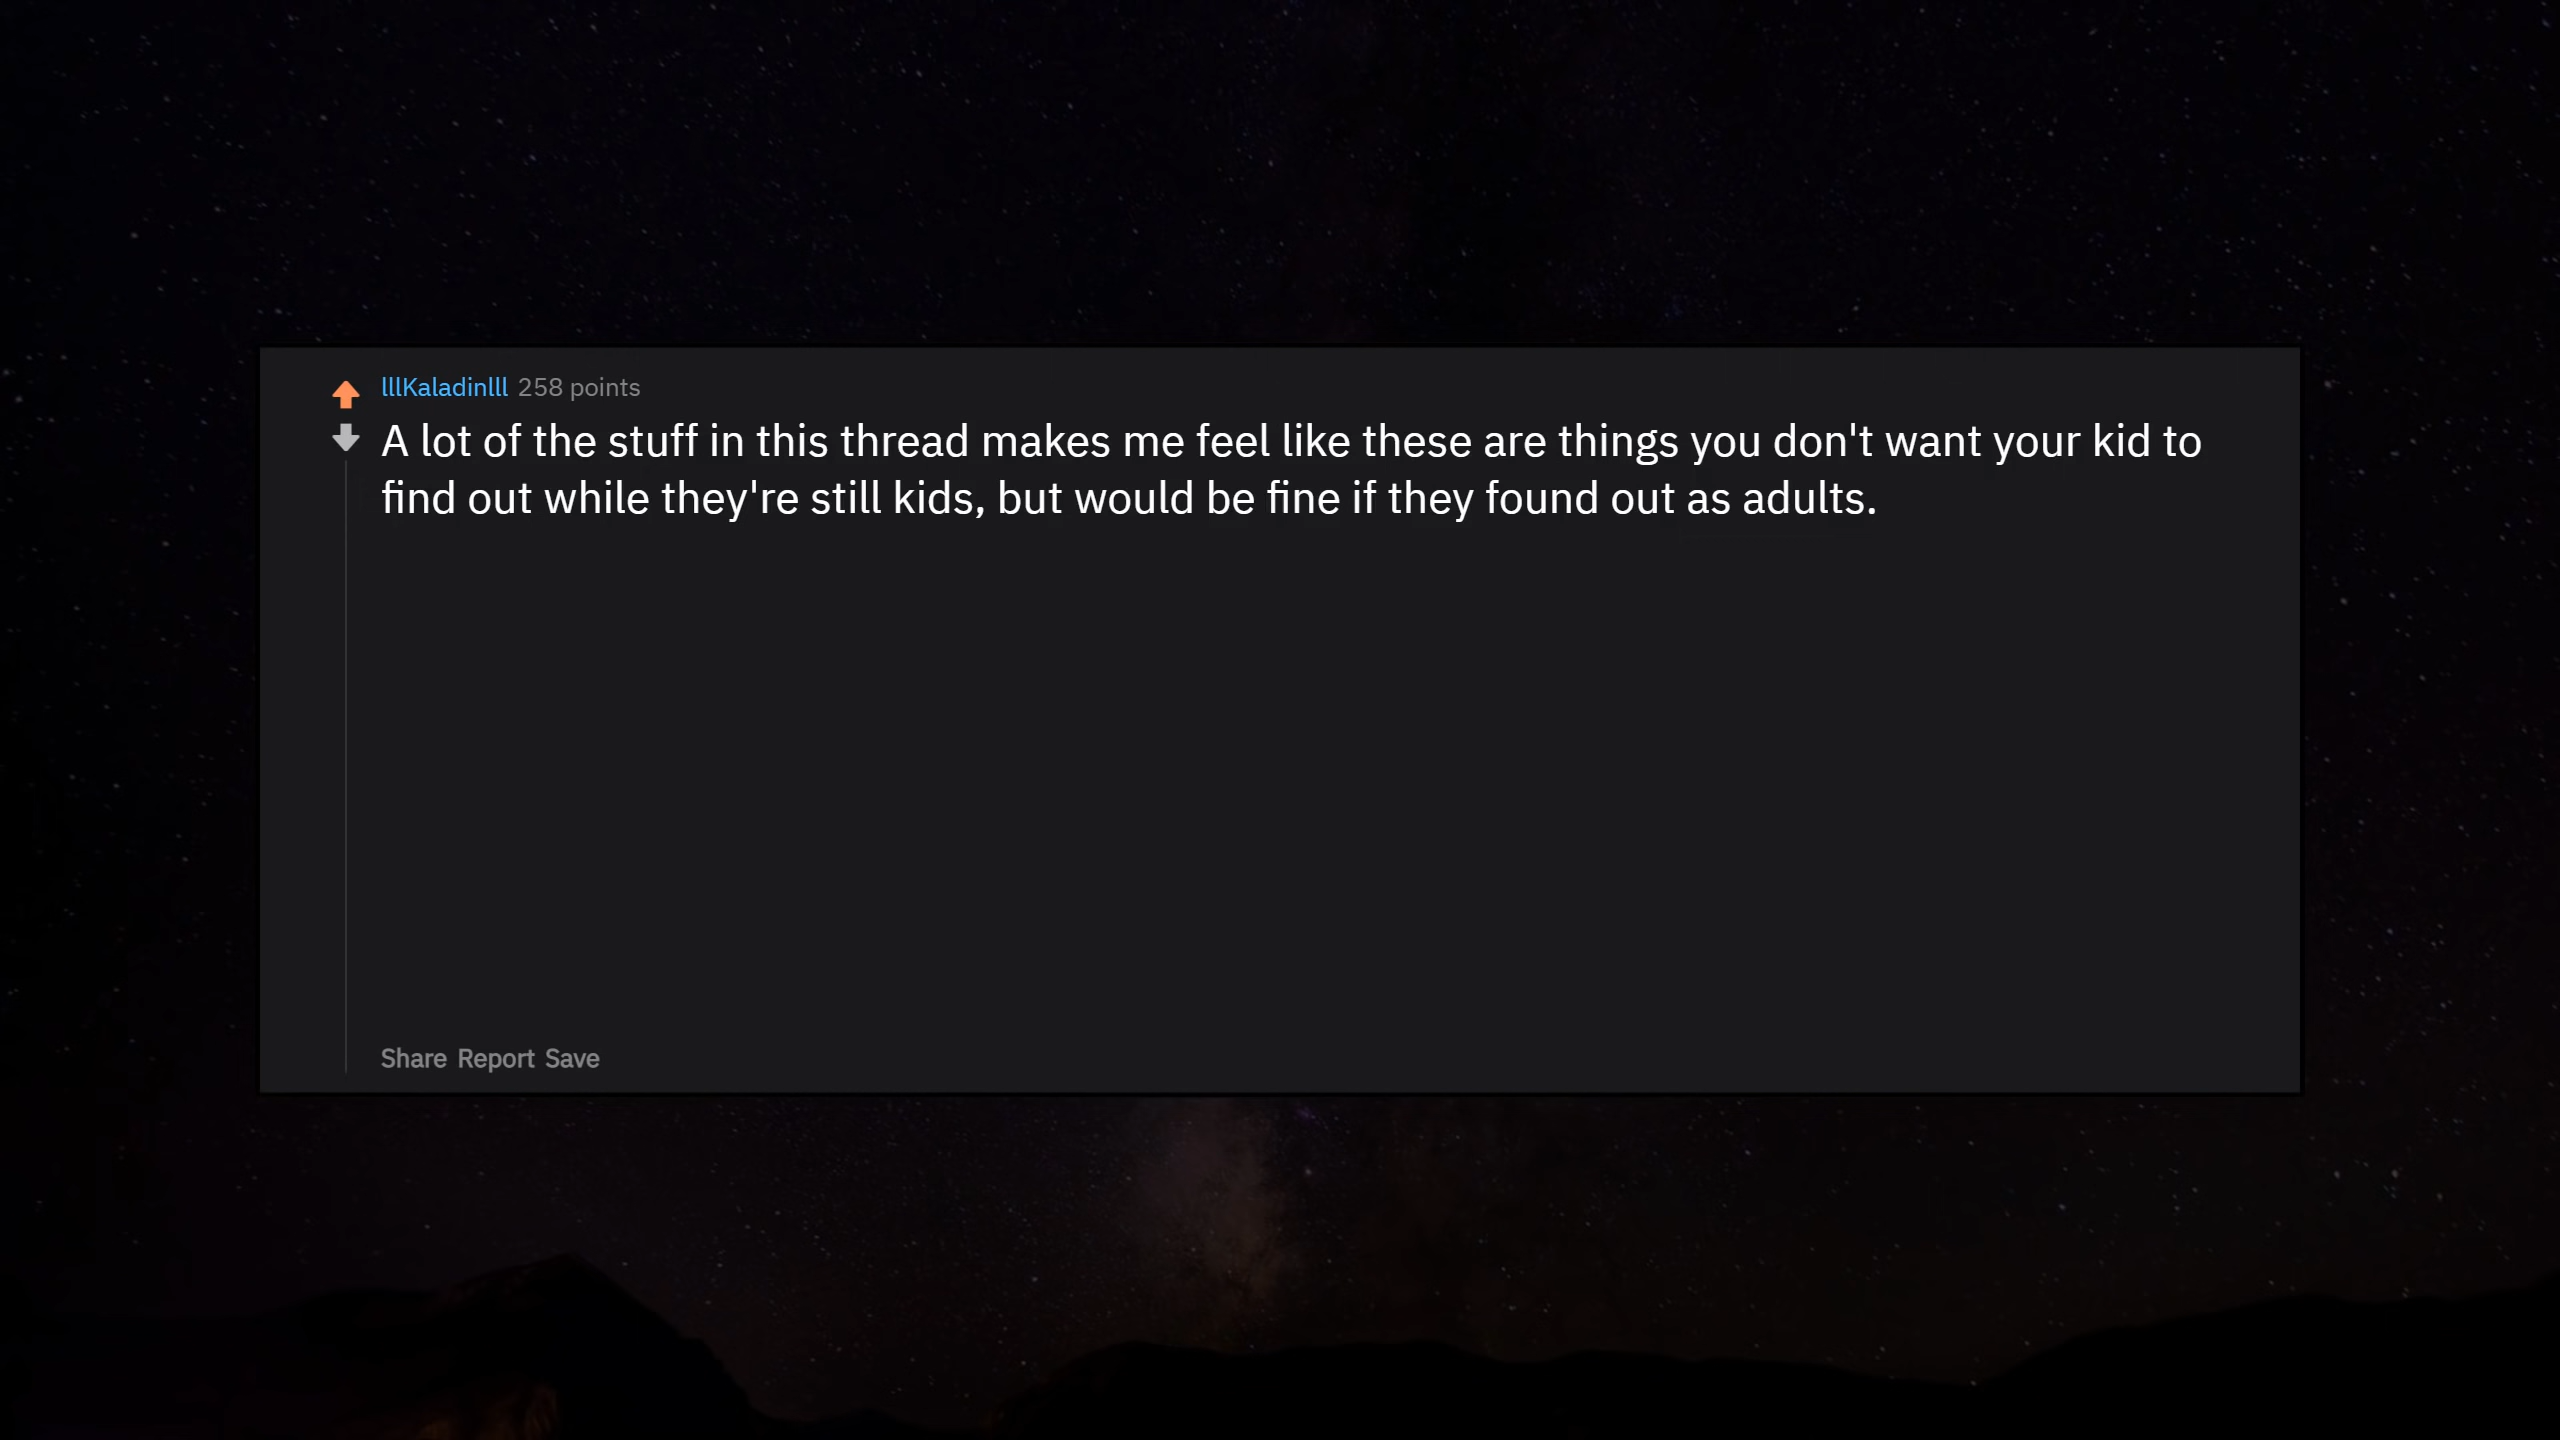 lllKaladinlll 258 points
A lot of the stuff in this thread makes me feel like these are things you don't want your kid to
find out while they're still kids, but would be fine if they found out as adults.
Share Report Save